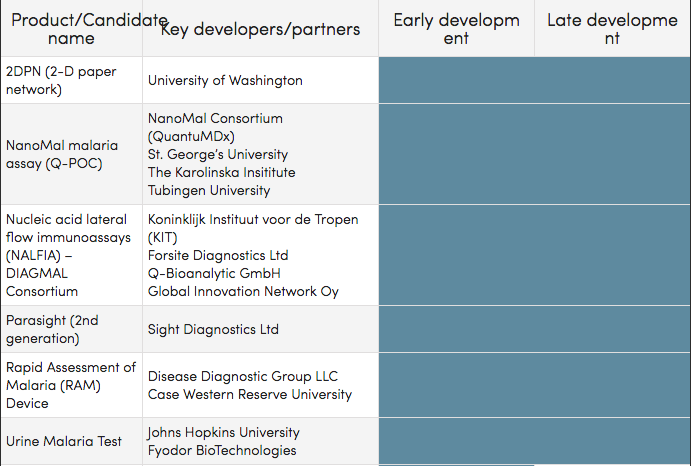 Product/Candidate
name
Key developers/partners
Early developm
ent
Late developme
nt
2DPN (2-D paper
network)
University of Washington
NanoMal malaria
assay (Q-POC)
NanoMal Consortium
(QuantuMDx)
St. George's University
The Karolinska Insititute
Tubingen University
Nucleic acid lateral
flow immunoassays
(NALFIA) –
DIAGMAL
Consortium
Koninklijk Instituut voor de Tropen
(KIT)
Forsite Diagnostics Ltd
Q-Bioanalytic GmbH
Global Innovation Network Oy
Parasight (2nd
generation)
Sight Diagnostics Ltd
Rapid Assessment of
Malaria (RAM)
Device
Disease Diagnostic Group LLC
Case Western Reserve University
Urine Malaria Test
Johns Hopkins University
Fyodor BioTechnologies